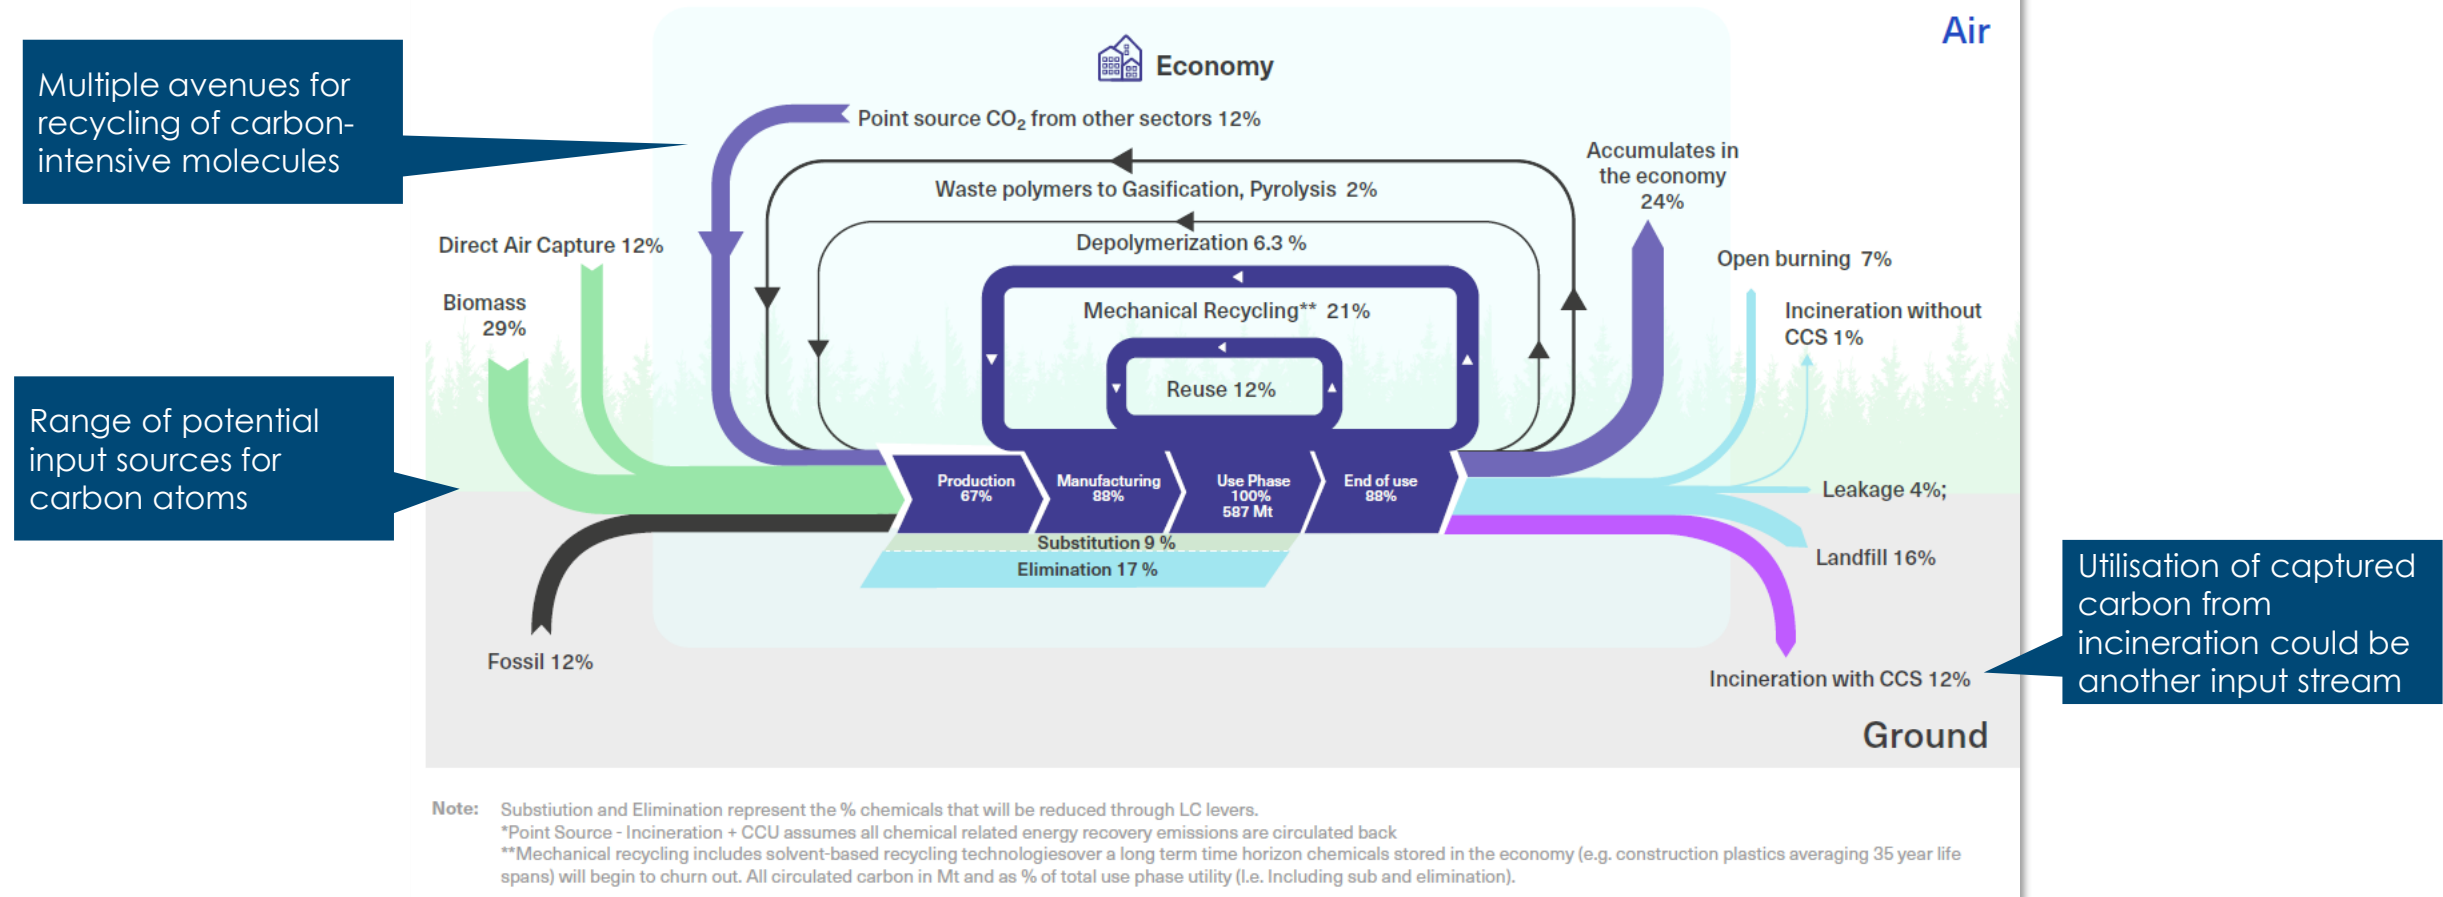 Air
Economy
Multiple avenues for
recycling of carbon-
intensive molecules
Point source CO₂ from other sectors 12%
Accumulates in
the economy
24%
Waste polymers to Gasification, Pyrolysis 2%
Direct Air Capture 12%
Depolymerization 6.3 %
Open burning 7%
Biomass
29%
Mechanical Recycling** 21%
Incineration without
CCS 1%
Reuse 12%
Range of potential
input sources for
carbon atoms
Production
67%
Manufacturing
88%
Use Phase
100%
587 Mt
End of use
88%
Leakage 4%;
Substitution 9 %
Elimination 17 %
Landfill 16%
Utilisation of captured
carbon from
incineration could be
another input stream
Fossil 12%
Incineration with CCS 12%
Ground
Note: Substiution and Elimination represent the % chemicals that will be reduced through LC levers.
*Point Source - Incineration + CCU assumes all chemical related energy recovery emissions are circulated back
**Mechanical recycling includes solvent-based recycling technologiesover a long term time horizon chemicals stored in the economy (e.g. construction plastics averaging 35 year life
spans) will begin to churn out. All circulated carbon in Mt and as % of total use phase utility (I.e. Including sub and elimination).